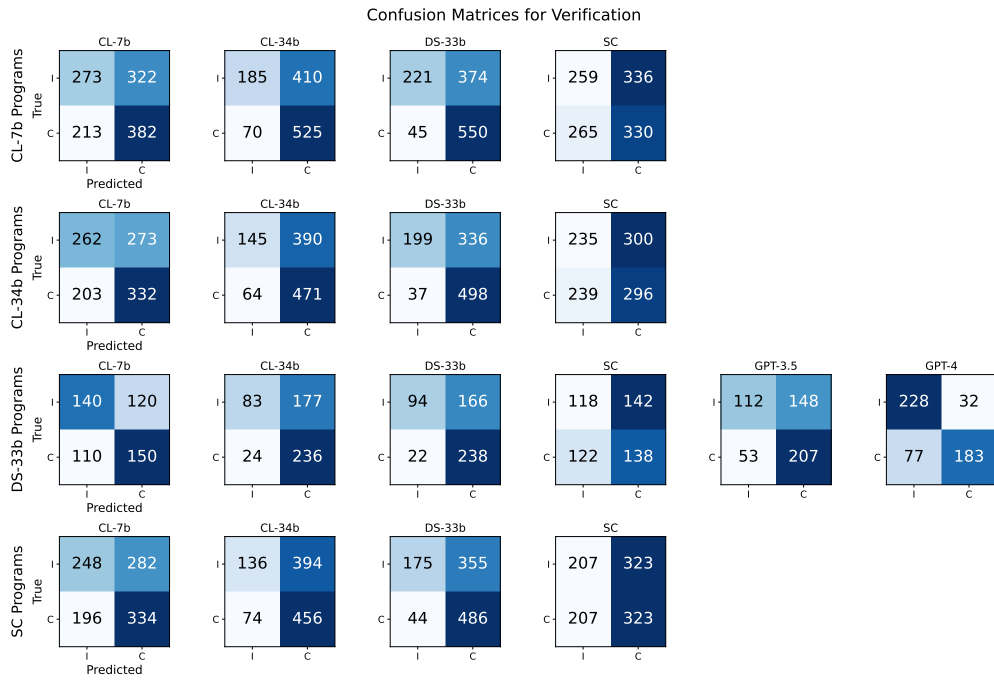 Confusion Matrices for Verification
CL-7b CL-34b DS-33b SC
CL-7b Programs
True
I 273 322 I 185 410 I 221 374 I 259 336
C 213 382 C 70 525 C 45 550 C 265 330
I C I C I C I C
Predicted
CL-7b CL-34b DS-33b SC
CL-34b Programs
True
I 262 273 I 145 390 I 199 336 I 235 300
C 203 332 C 64 471 C 37 498 C 239 296
I C I C I C I C
Predicted
CL-7b CL-34b DS-33b SC GPT-3.5 GPT-4
DS-33b Programs
True
I 140 120 I 83 177 I 94 166 I 118 142 I 112 148 I 228 32
C 110 150 C 24 236 C 22 238 C 122 138 C 53 207 C 77 183
I C I C I C I C I C I C
Predicted
CL-7b CL-34b DS-33b SC
SC Programs
True
I 248 282 I 136 394 I 175 355 I 207 323
C 196 334 C 74 456 C 44 486 C 207 323
I C I C I C I C
Predicted